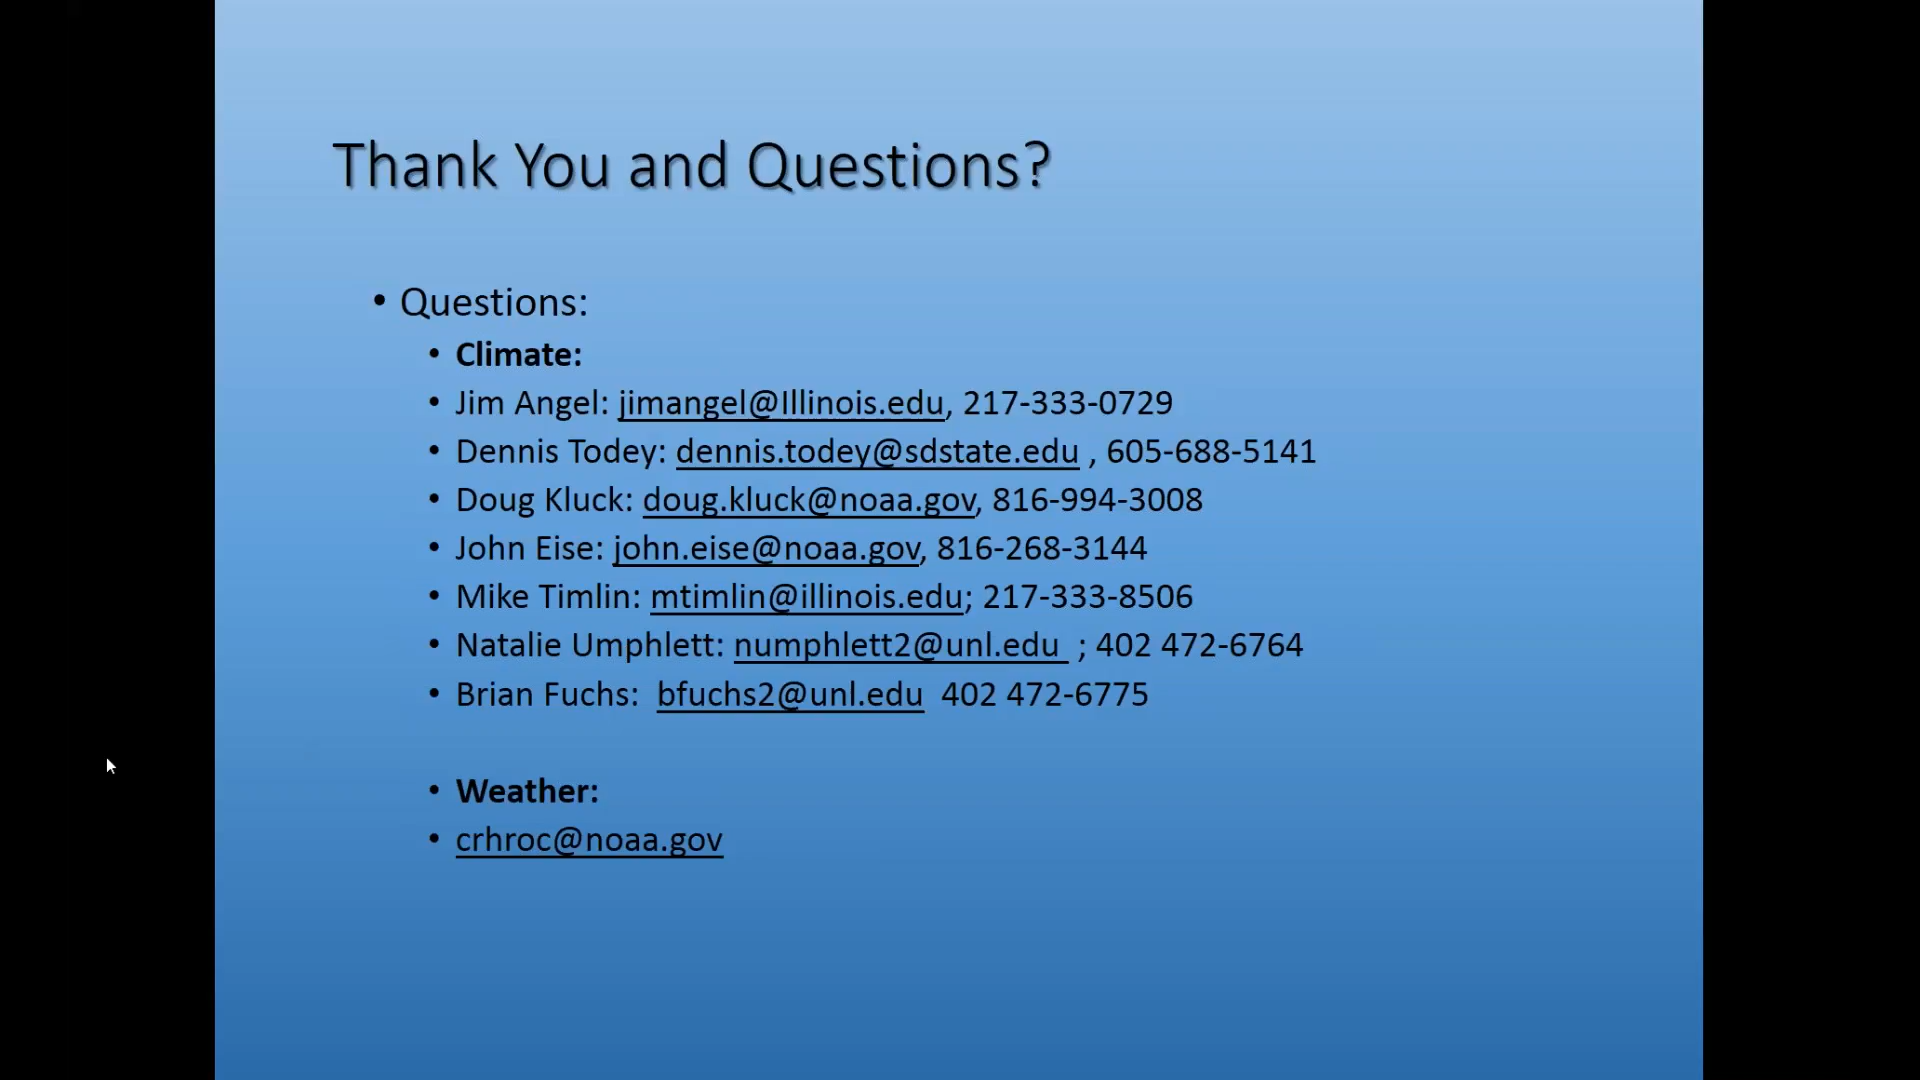 Thank You and Questions?
• Questions:
• Climate:
• Jim Angel: jimangel@Illinois.edu, 217-333-0729
• Dennis Todey: dennis.todey@sdstate.edu , 605-688-5141
• Doug Kluck: doug.kluck@noaa.gov, 816-994-3008
• John Eise: john.eise@noaa.gov, 816-268-3144
• Mike Timlin: mtimlin@illinois.edu; 217-333-8506
• Natalie Umphlett: numphlett2@unl.edu ; 402 472-6764
• Brian Fuchs: bfuchs2@unl.edu 402 472-6775
• Weather:
• crhroc@noaa.gov